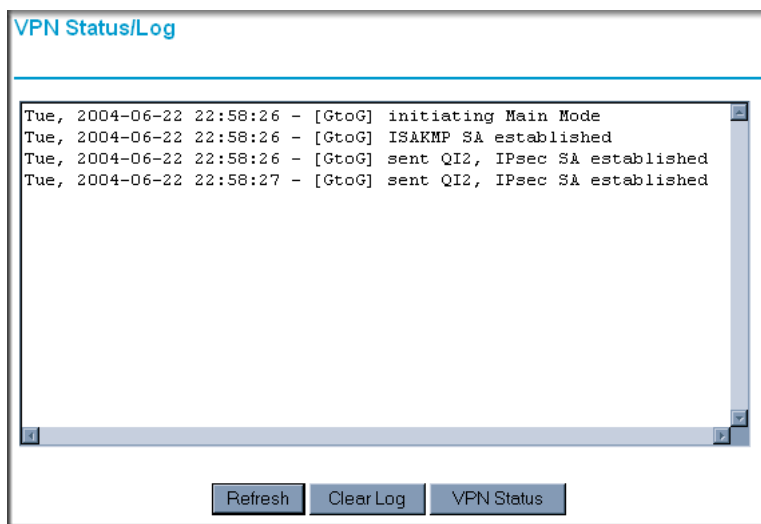 VPN Status/Log
Tue, 2004-06-22 22:58:26 - [GtoG] initiating Main Mode
Tue, 2004-06-22 22:58:26 - [GtoG] ISAKMP SA established
Tue, 2004-06-22 22:58:26 - [GtoG] sent QI2, IPsec SA established
Tue, 2004-06-22 22:58:27 - [GtoG] sent QI2, IPsec SA established
Refresh Clear Log VPN Status